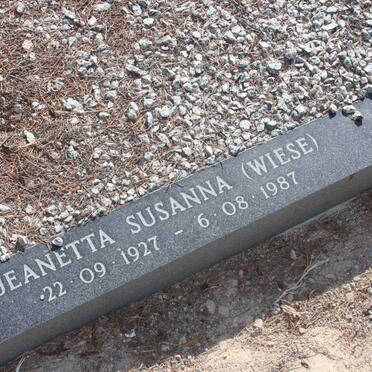 JEANETTA SUSANNA (WIESE)
22·09·1927 - 6·08·1987